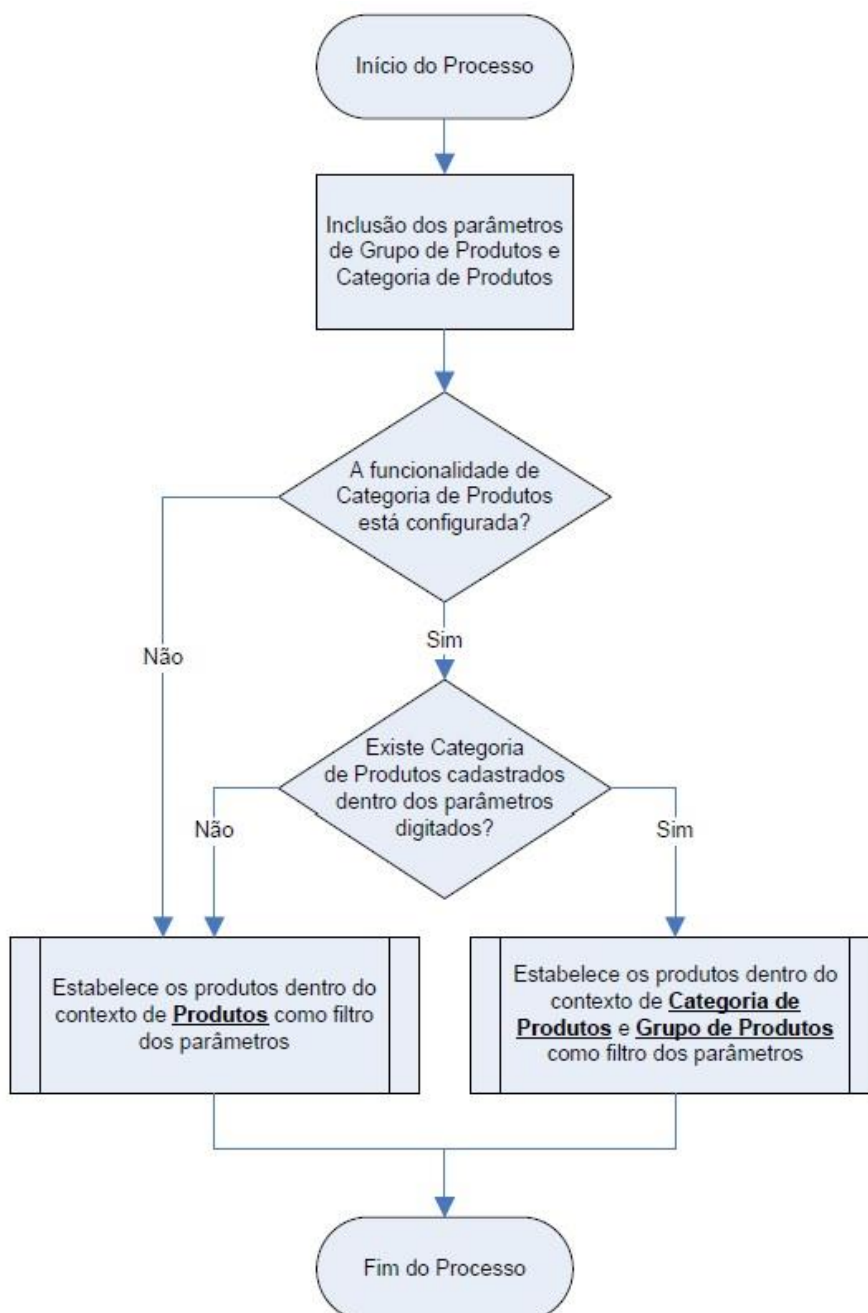 Início do Processo
Inclusão dos parâmetros
de Grupo de Produtos e
Categoria de Produtos
A funcionalidade de
Categoria de Produtos
está configurada?
Sim
Não
Existe Categoria
de Produtos cadastrados
dentro dos parâmetros
digitados?
Não
Sim
Estabelece os produtos dentro do
contexto de Produtos como filtro
dos parâmetros
Estabelece os produtos dentro do
contexto de Categoria de
Produtos e Grupo de Produtos
como filtro dos parâmetros
Fim do Processo